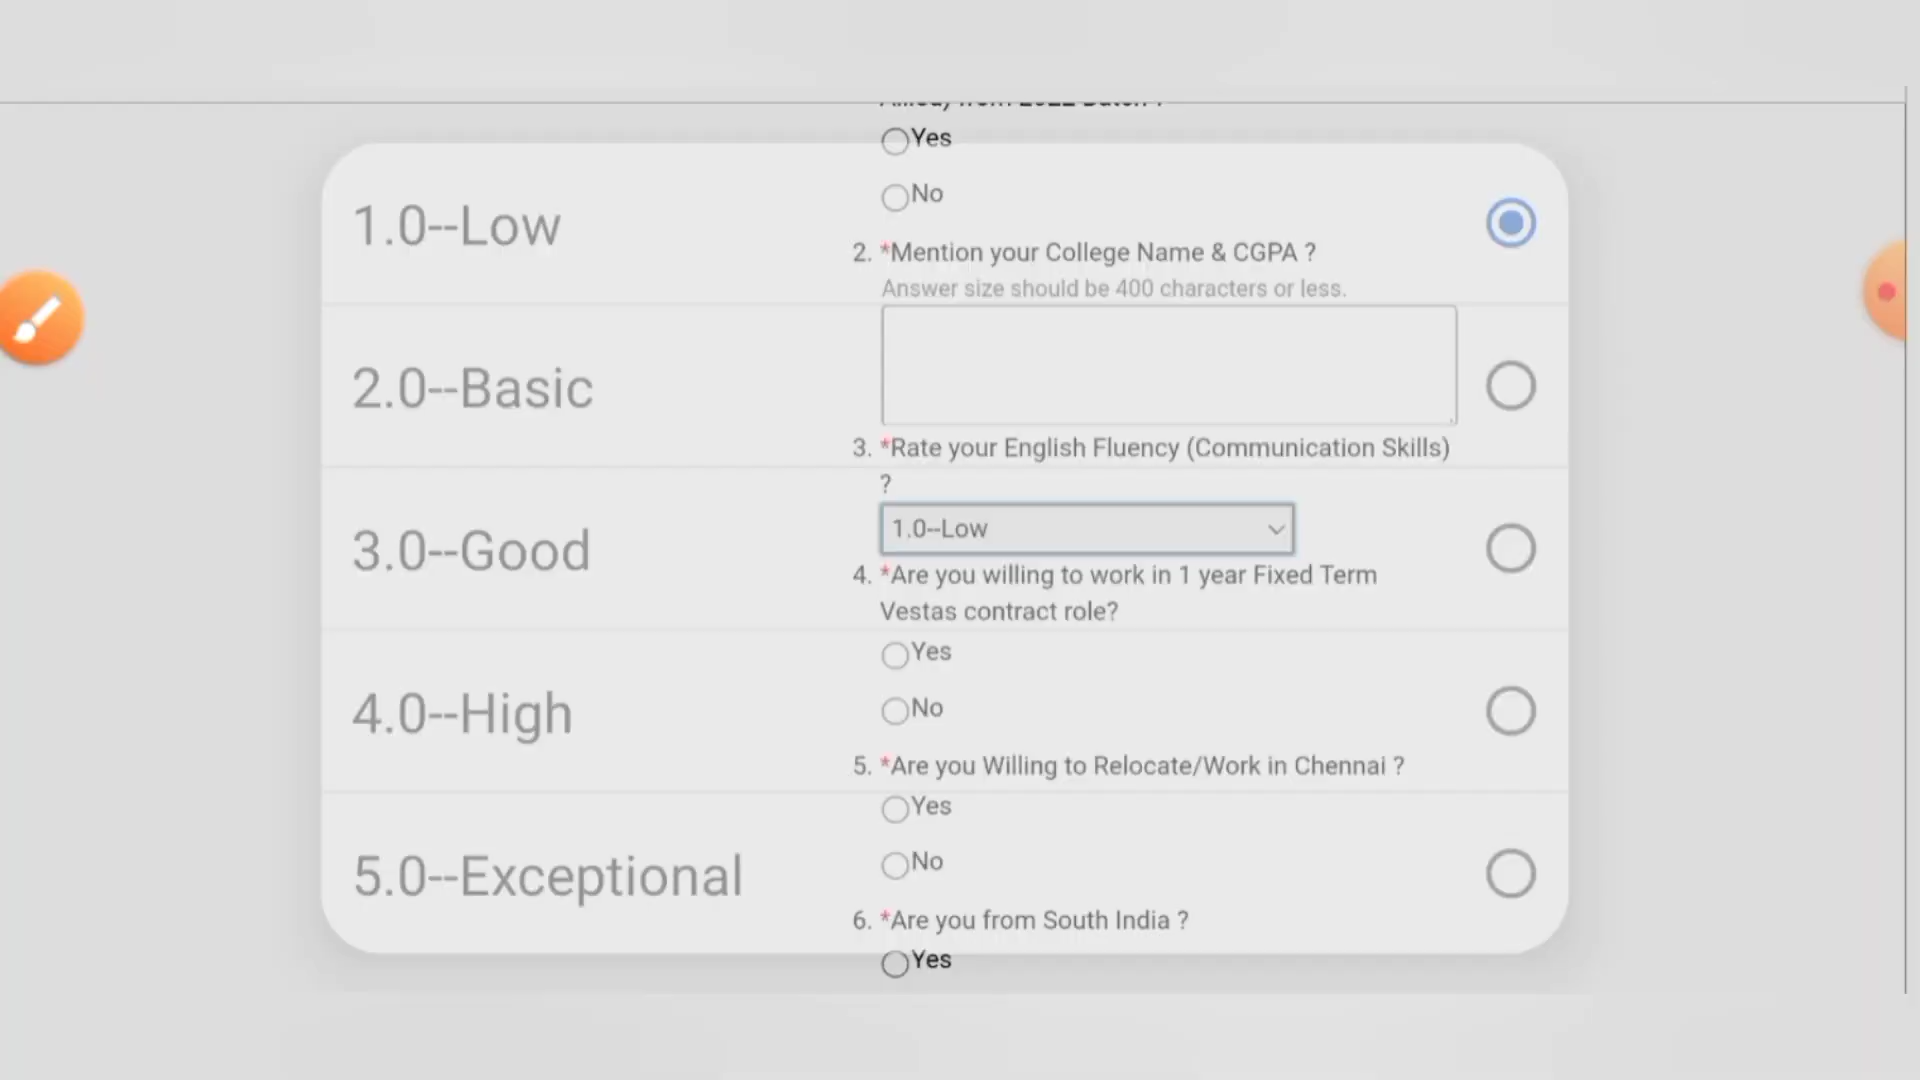 Yes
No
2. *Mention your College Name & CGPA ?
Answer size should be 400 characters or less.
3. *Rate your English Fluency (Communication Skills)
?
1.0--Low
4. *Are you willing to work in 1 year Fixed Term
Vestas contract role?
Yes
No
5. *Are you Willing to Relocate/Work in Chennai ?
Yes
No
6. *Are you from South India ?
Yes
1.0--Low
2.0--Basic
3.0--Good
4.0--High
5.0--Exceptional